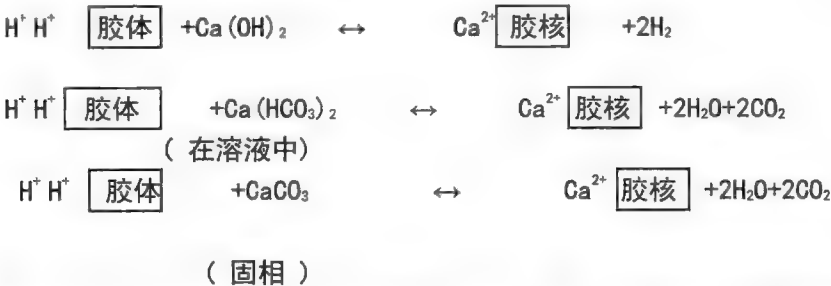 H⁺ H⁺ 胶体 +Ca(OH)₂ ↔ Ca²⁺ 胶核 +2H₂
H⁺ H⁺ 胶体 +Ca(HCO₃)₂ ↔ Ca²⁺ 胶核 +2H₂O+2CO₂
（ 在溶液中）
H⁺ H⁺ 胶体 +CaCO₃ ↔ Ca²⁺ 胶核 +2H₂O+2CO₂
（ 固相 ）